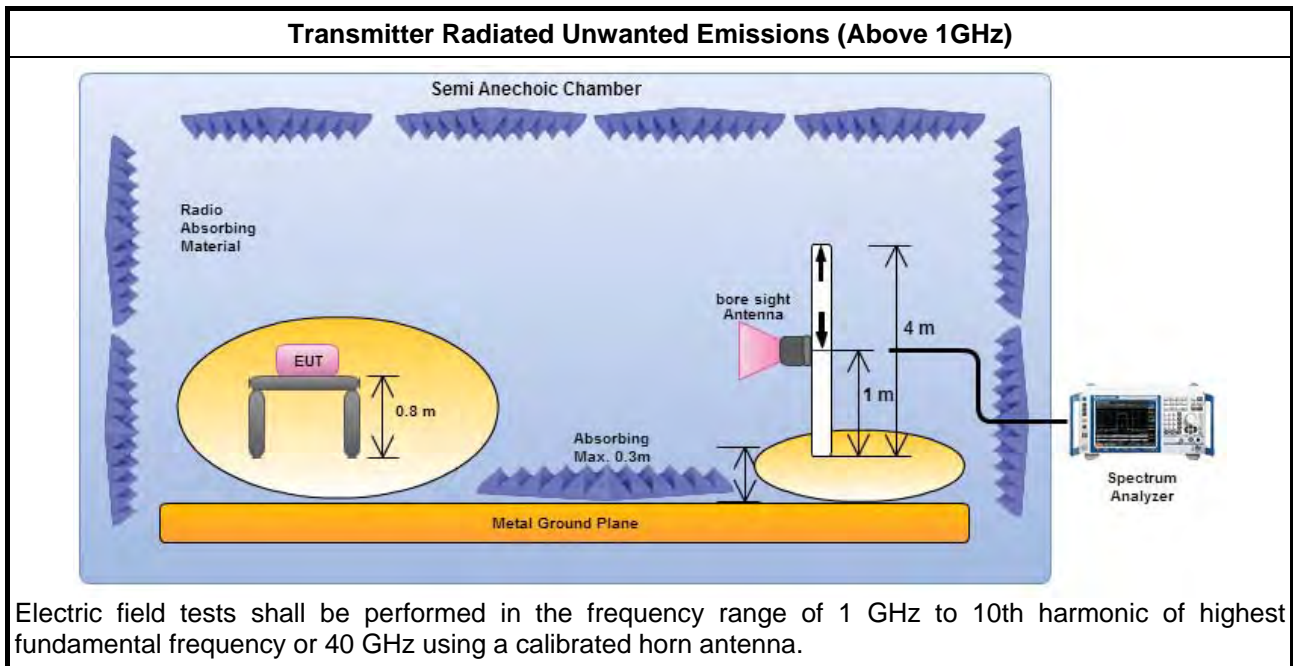 Transmitter Radiated Unwanted Emissions (Above 1GHz)
Semi Anechoic Chamber
Radio
Absorbing
Material
bore sight
Antenna
4 m
EUT
1 m
0.8 m
Absorbing
Max. 0.3m
Spectrum
Analyzer
Metal Ground Plane
Electric field tests shall be performed in the frequency range of 1 GHz to 10th harmonic of highest
fundamental frequency or 40 GHz using a calibrated horn antenna.